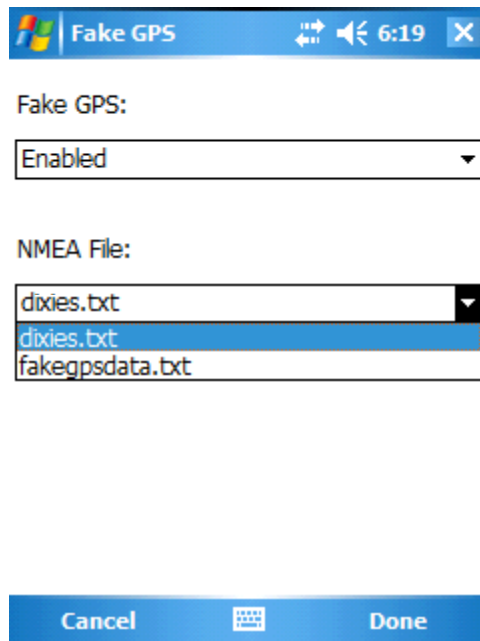 Fake GPS 6:19
Fake GPS:
Enabled
NMEA File:
dixies.txt
dixies.txt
fakegpsdata.txt
Cancel Done